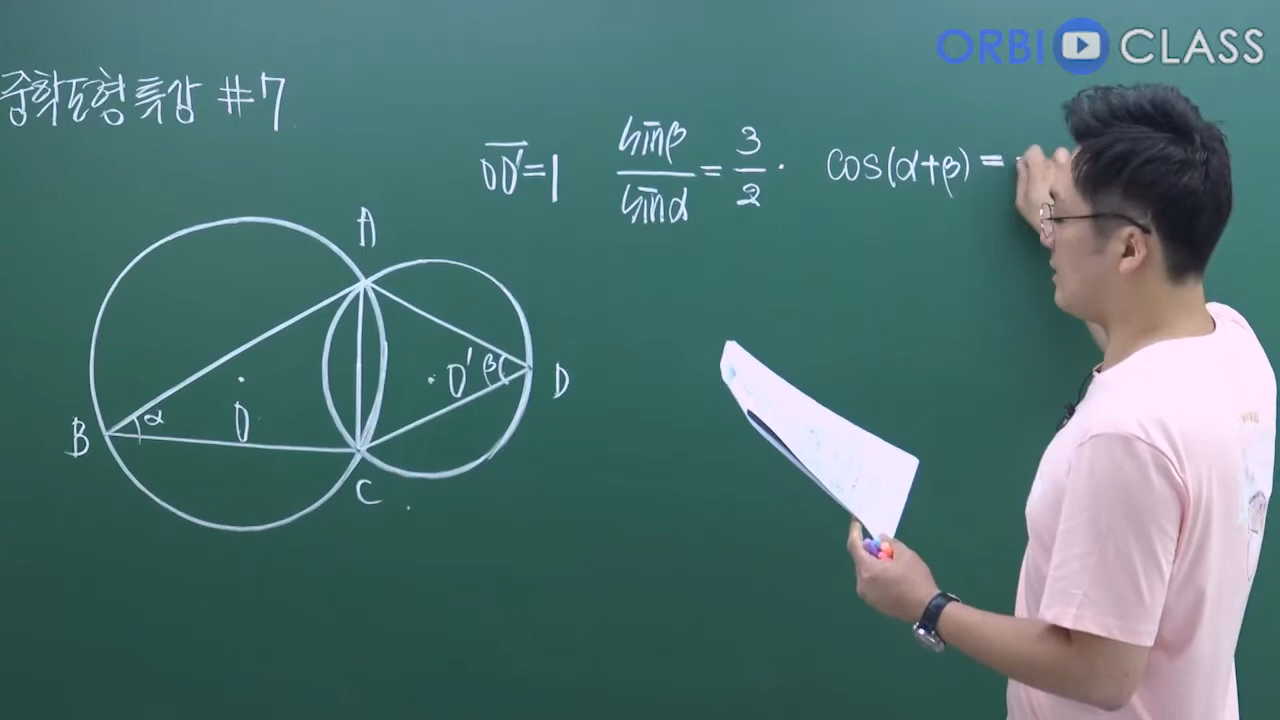 ORBI CLASS
중학도형 특강 #7
OO'=1 sinβ/sinα = 3/2 . cos(α+β) =
A
O' β D
B α O
C